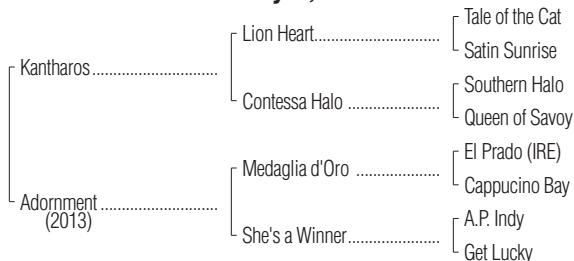 Tale of the Cat
Lion Heart
Satin Sunrise
Kantharos
Southern Halo
Contessa Halo
Queen of Savoy
El Prado (IRE)
Medaglia d'Oro
Cappucino Bay
Adornment
(2013)
A.P. Indy
She's a Winner
Get Lucky